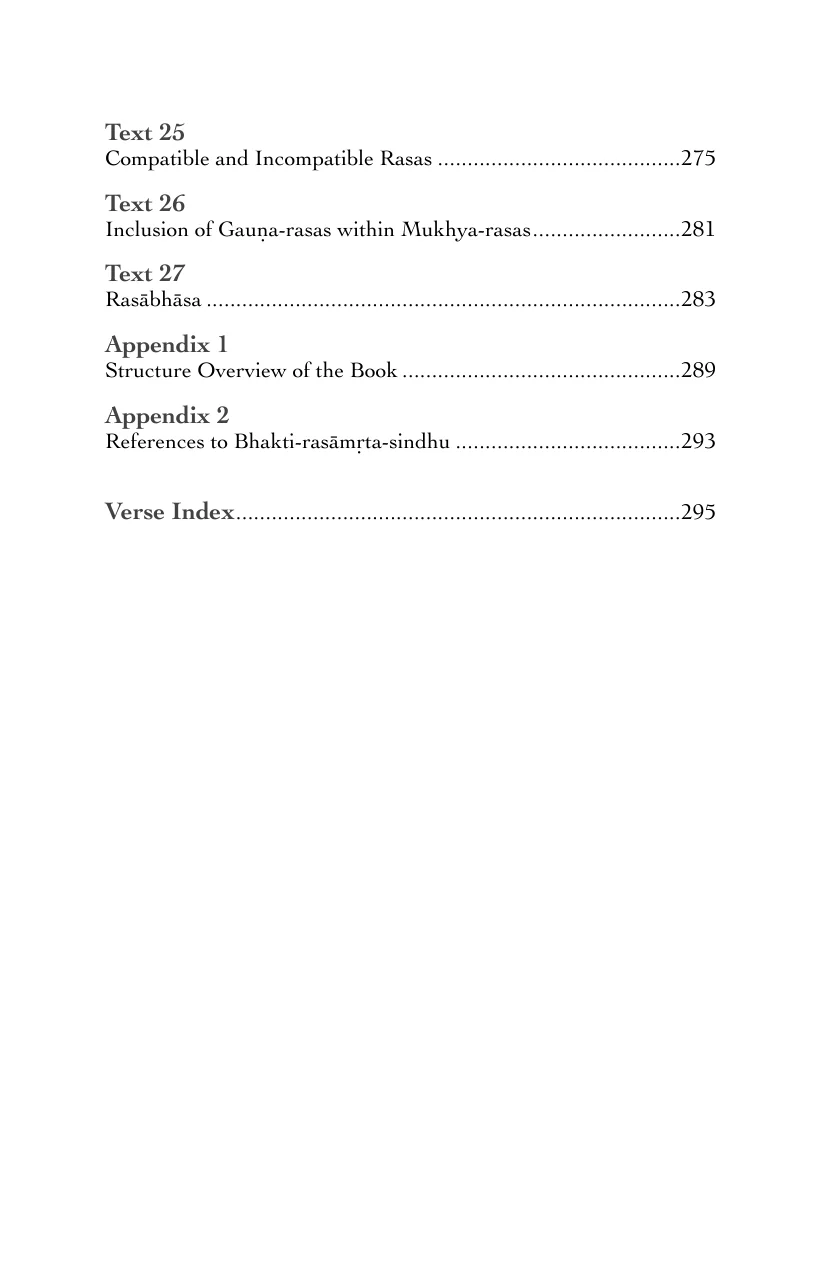 Text 25
Compatible and Incompatible Rasas .........................................275
Text 26
Inclusion of Gauṇa-rasas within Mukhya-rasas.........................281
Text 27
Rasābhāsa ................................................................................283
Appendix 1
Structure Overview of the Book ...............................................289
Appendix 2
References to Bhakti-rasāmṛta-sindhu ......................................293
Verse Index...........................................................................295